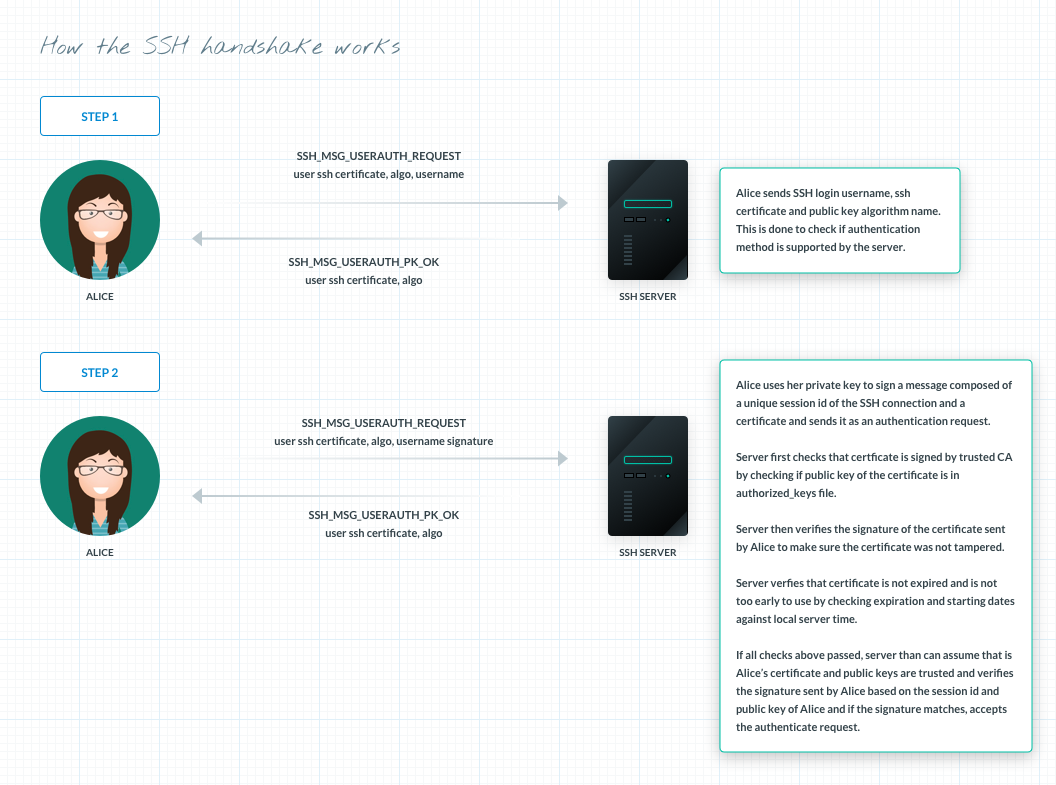 How the SSH handshake works
STEP 1
SSH_MSG_USERAUTH_REQUEST
user ssh certificate, algo, username
SSH_MSG_USERAUTH_PK_OK
user ssh certificate, algo
ALICE
SSH SERVER
Alice sends SSH login username, ssh
certificate and public key algorithm name.
This is done to check if authentication
method is supported by the server.
STEP 2
SSH_MSG_USERAUTH_REQUEST
user ssh certificate, algo, username signature
SSH_MSG_USERAUTH_PK_OK
user ssh certificate, algo
ALICE
SSH SERVER
Alice uses her private key to sign a message composed of
a unique session id of the SSH connection and a
certificate and sends it as an authentication request.
Server first checks that certficate is signed by trusted CA
by checking if public key of the certificate is in
authorized_keys file.
Server then verifies the signature of the certificate sent
by Alice to make sure the certificate was not tampered.
Server verfies that certificate is not expired and is not
too early to use by checking expiration and starting dates
against local server time.
If all checks above passed, server than can assume that is
Alice's certificate and public keys are trusted and verifies
the signature sent by Alice based on the session id and
public key of Alice and if the signature matches, accepts
the authenticate request.